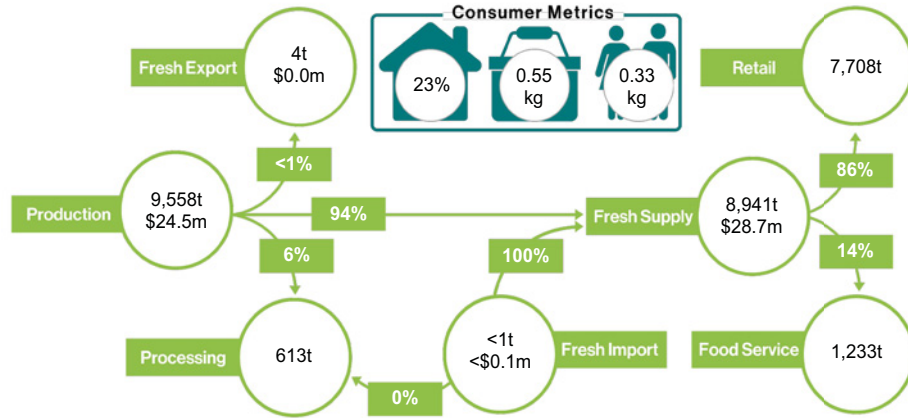 Consumer Metrics
Fresh Export
4t
$0.0m
23%
0.55
kg
0.33
kg
Retail
7,708t
<1%
86%
Production
9,558t
$24.5m
94%
Fresh Supply
8,941t
$28.7m
6%
100%
14%
Processing
613t
<1t
<$0.1m
Fresh Import
Food Service
1,233t
0%